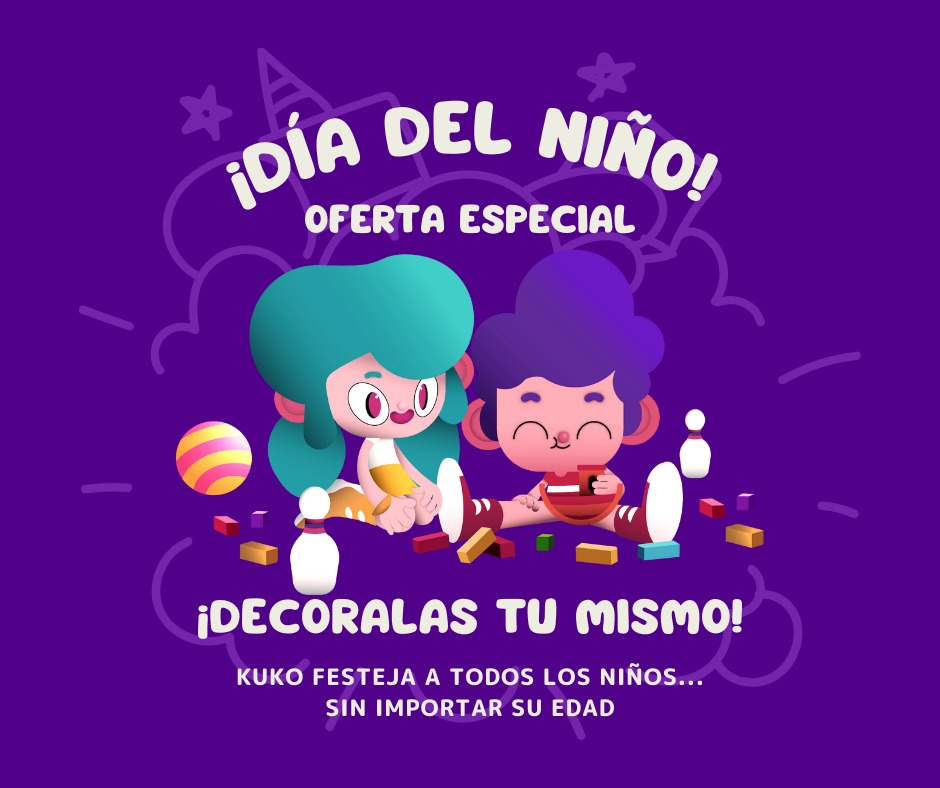 ¡DÍA DEL NIÑO!
OFERTA ESPECIAL
¡DECORALAS TU MISMO!
KUKO FESTEJA A TODOS LOS NIÑOS...
SIN IMPORTAR SU EDAD